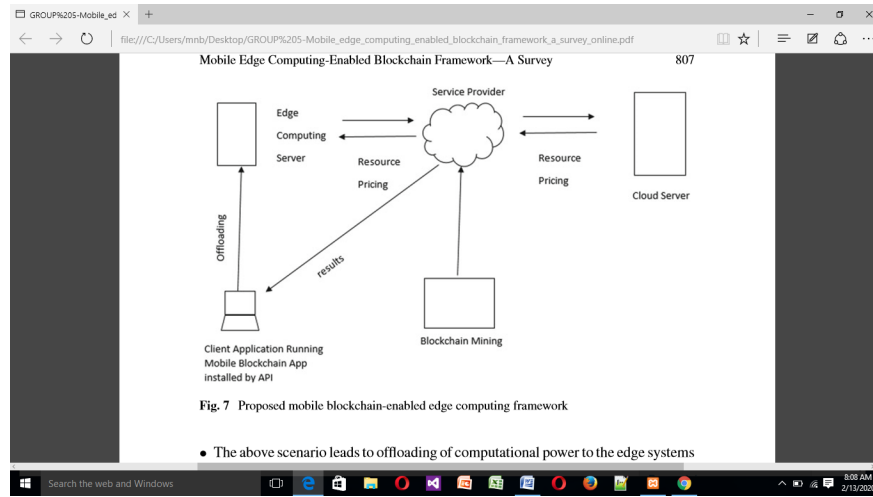 GROUP%205-Mobile_ed
file:///C:/Users/mnb/Desktop/GROUP%205-Mobile_edge_computing_enabled_blockchain_framework_a_survey_online.pdf
Mobile Edge Computing-Enabled Blockchain Framework—A Survey 807
Service Provider
Edge
Computing
Server
Resource
Pricing
Resource
Pricing
Cloud Server
Offloading
results
Client Application Running
Mobile Blockchain App
installed by API
Blockchain Mining
Fig. 7 Proposed mobile blockchain-enabled edge computing framework
• The above scenario leads to offloading of computational power to the edge systems
Search the web and Windows
8:08 AM